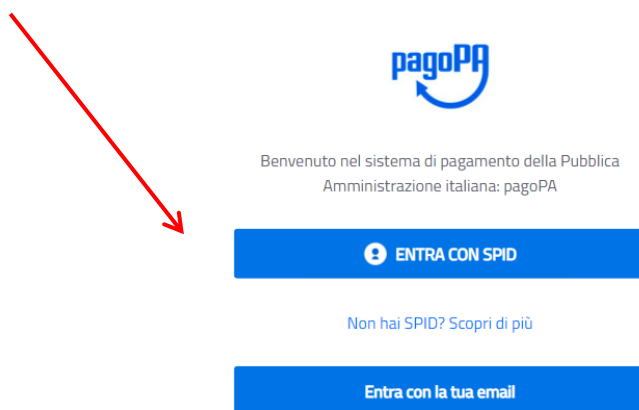 pagoPA
Benvenuto nel sistema di pagamento della Pubblica
Amministrazione italiana: pagoPA
ENTRA CON SPID
Non hai SPID? Scopri di più
Entra con la tua email